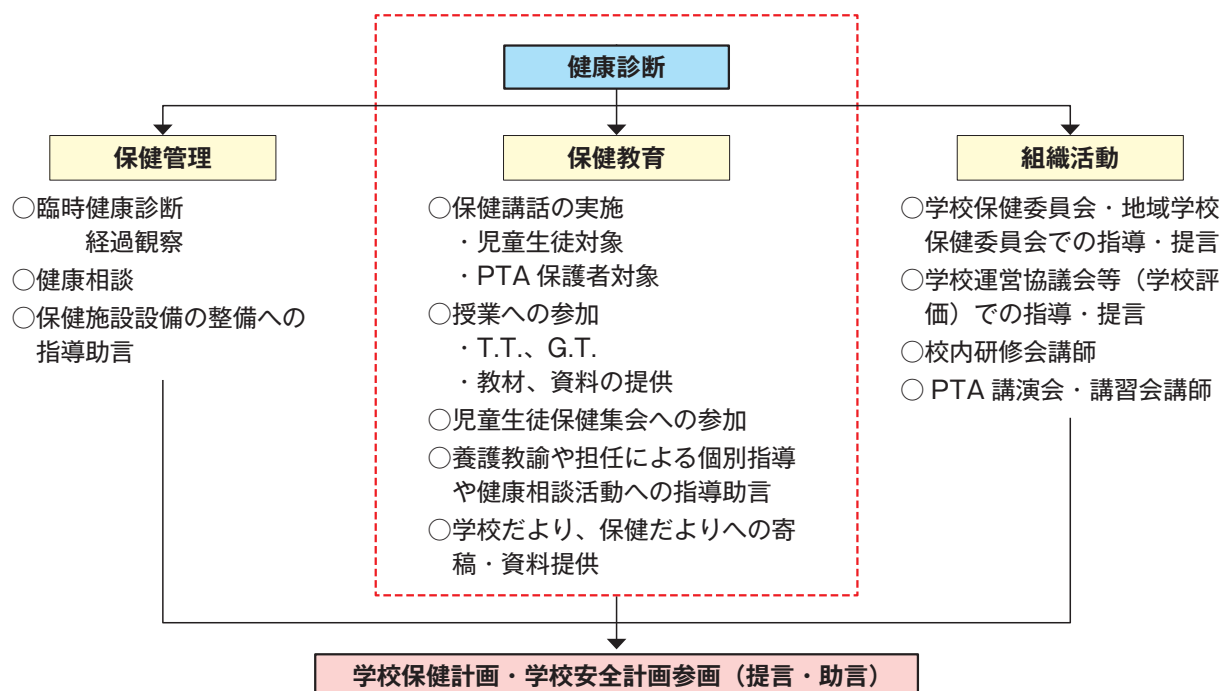 健康診断
保健管理
○臨時健康診断
経過観察
○健康相談
○保健施設設備の整備への
指導助言
保健教育
○保健講話の実施
・児童生徒対象
・PTA 保護者対象
○授業への参加
・T.T.、G.T.
・教材、資料の提供
○児童生徒保健集会への参加
○養護教諭や担任による個別指導
や健康相談活動への指導助言
○学校だより、保健だよりへの寄
稿・資料提供
組織活動
○学校保健委員会・地域学校
保健委員会での指導・提言
○学校運営協議会等（学校評
価）での指導・提言
○校内研修会講師
○ PTA 講演会・講習会講師
学校保健計画・学校安全計画参画（提言・助言）